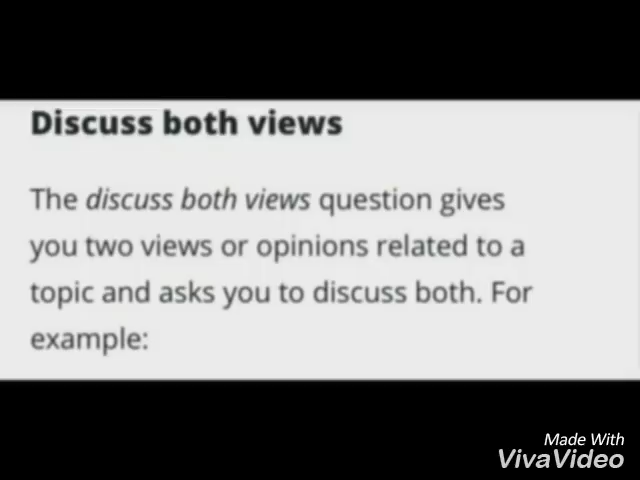 Discuss both views
The discuss both views question gives
you two views or opinions related to a
topic and asks you to discuss both. For
example:
Made With
VivaVideo